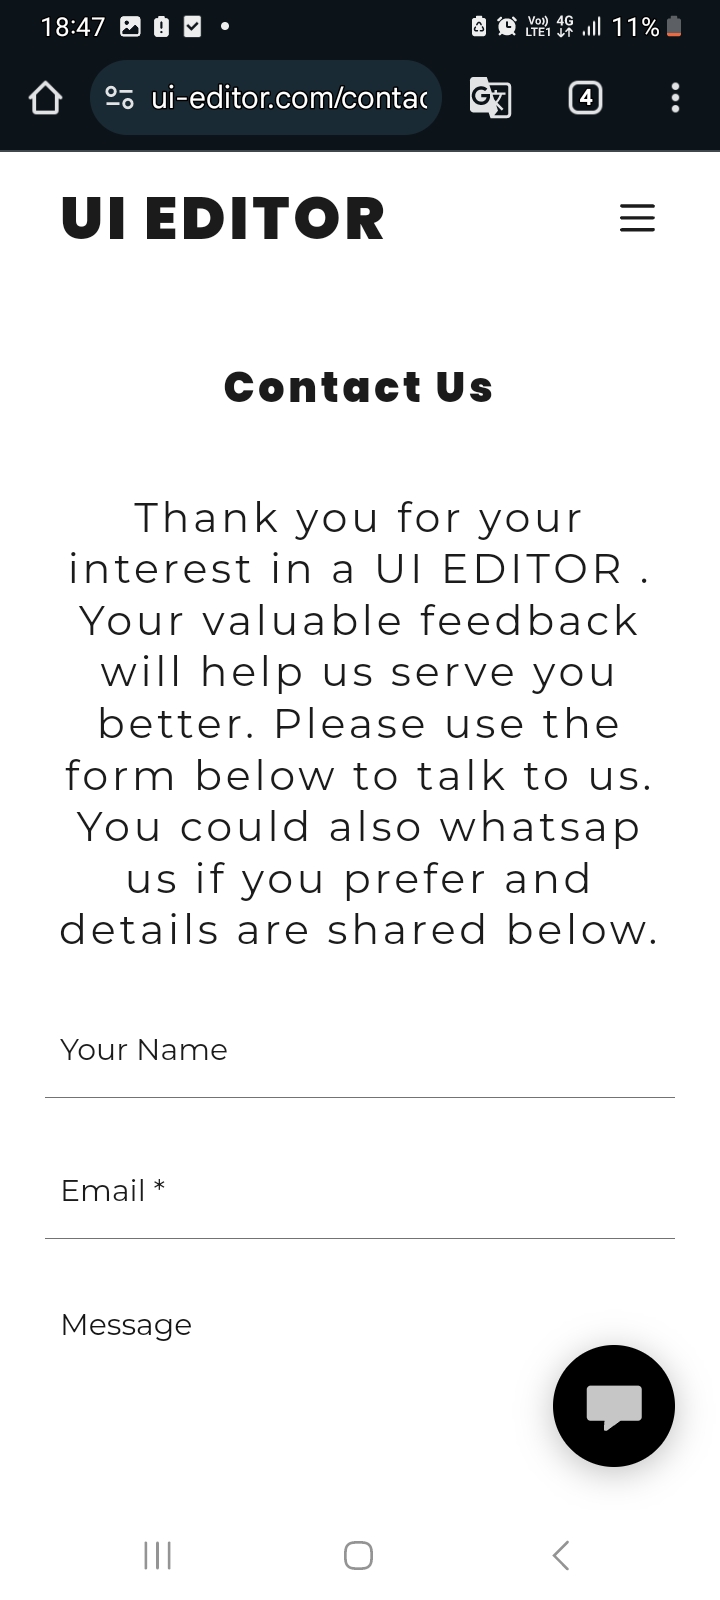 18:47 Vo)) LTE1 4G 11%
ui-editor.com/contac 4
UI EDITOR
Contact Us
Thank you for your
interest in a UI EDITOR .
Your valuable feedback
will help us serve you
better. Please use the
form below to talk to us.
You could also whatsap
us if you prefer and
details are shared below.
Your Name
Email *
Message